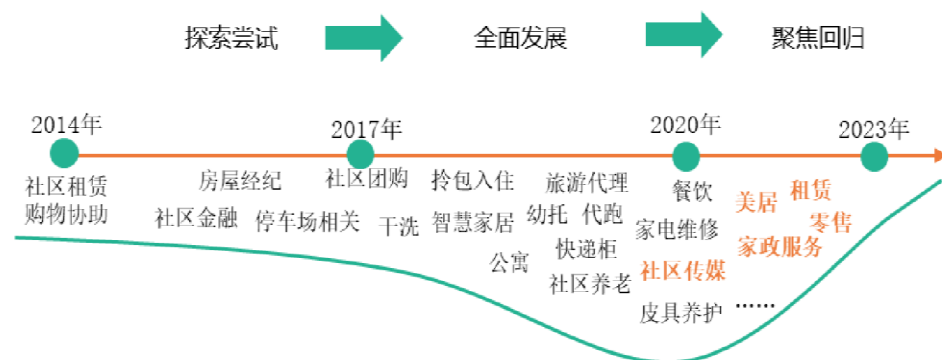 探索尝试
全面发展
聚焦回归
2014年
2017年
2020年
2023年
社区租赁
购物协助
房屋经纪
社区金融
停车场相关
社区团购
干洗
拎包入住
智慧家居
公寓
旅游代理
幼托
代跑
快递柜
社区养老
餐饮
家电维修
社区传媒
皮具养护
美居
租赁
零售
家政服务
……